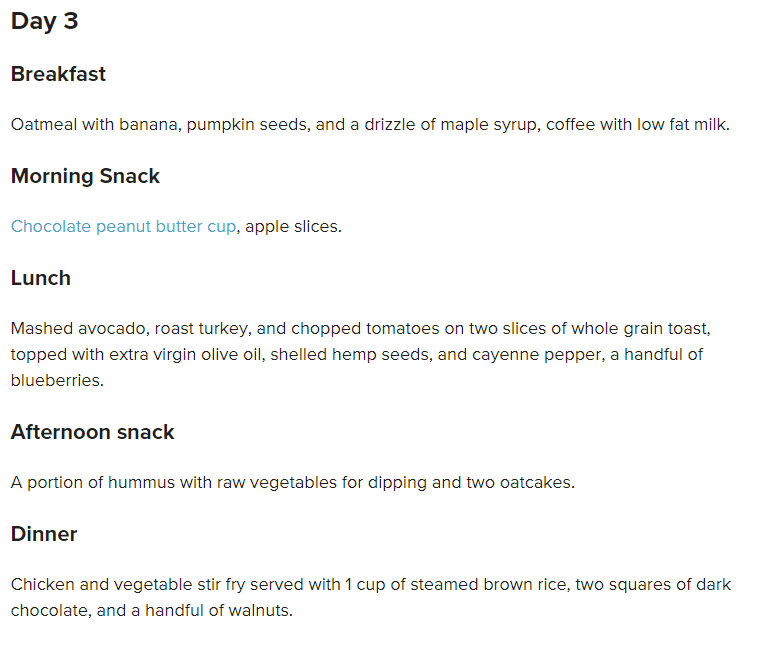 Day 3
Breakfast
Oatmeal with banana, pumpkin seeds, and a drizzle of maple syrup, coffee with low fat milk.
Morning Snack
Chocolate peanut butter cup, apple slices.
Lunch
Mashed avocado, roast turkey, and chopped tomatoes on two slices of whole grain toast,
topped with extra virgin olive oil, shelled hemp seeds, and cayenne pepper, a handful of
blueberries.
Afternoon snack
A portion of hummus with raw vegetables for dipping and two oatcakes.
Dinner
Chicken and vegetable stir fry served with 1 cup of steamed brown rice, two squares of dark
chocolate, and a handful of walnuts.